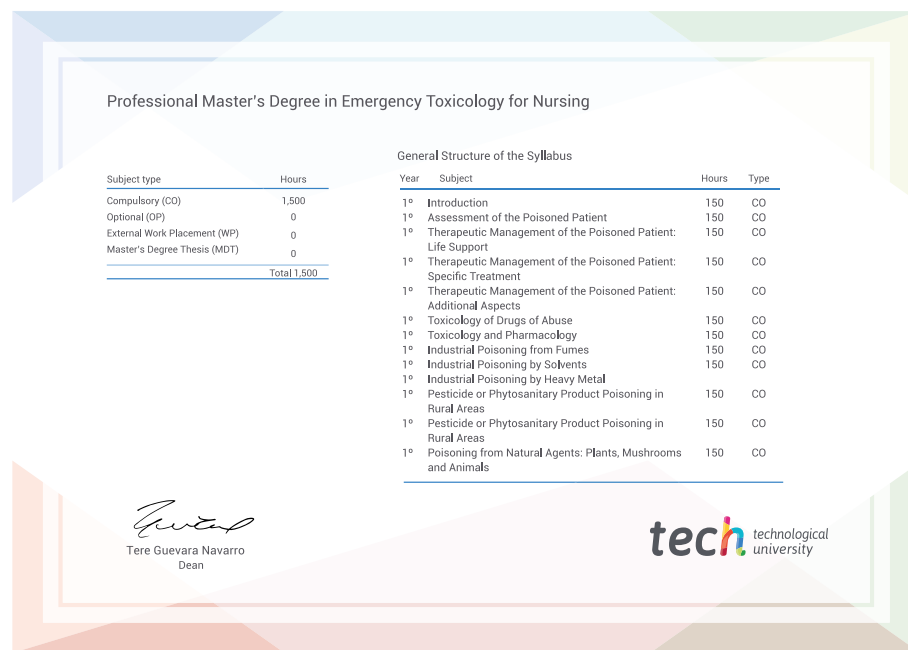 Professional Master's Degree in Emergency Toxicology for Nursing
Subject type Hours
Compulsory (CO) 1,500
Optional (OP) 0
External Work Placement (WP) 0
Master's Degree Thesis (MDT) 0
Total 1,500
General Structure of the Syllabus
Year Subject Hours Type
1º Introduction 150 CO
1º Assessment of the Poisoned Patient 150 CO
1º Therapeutic Management of the Poisoned Patient: 150 CO
Life Support
1º Therapeutic Management of the Poisoned Patient: 150 CO
Specific Treatment
1º Therapeutic Management of the Poisoned Patient: 150 CO
Additional Aspects
1º Toxicology of Drugs of Abuse 150 CO
1º Toxicology and Pharmacology 150 CO
1º Industrial Poisoning from Fumes 150 CO
1º Industrial Poisoning by Solvents 150 CO
1º Industrial Poisoning by Heavy Metal
1º Pesticide or Phytosanitary Product Poisoning in 150 CO
Rural Areas
1º Pesticide or Phytosanitary Product Poisoning in 150 CO
Rural Areas
1º Poisoning from Natural Agents: Plants, Mushrooms 150 CO
and Animals
Tere Guevara Navarro
Dean
tech technological
university